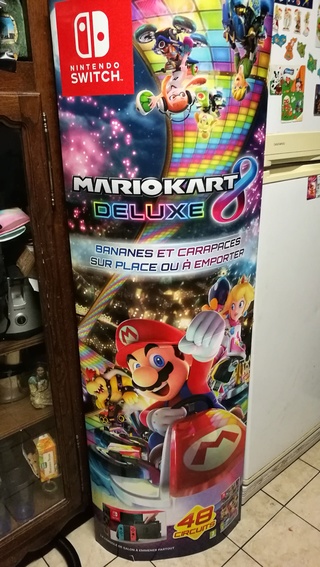 NINTENDO
SWITCH
MARIOKART 8
DELUXE
BANANES ET CARAPACES
SUR PLACE OU À EMPORTER
M
M
48
CIRCUITS